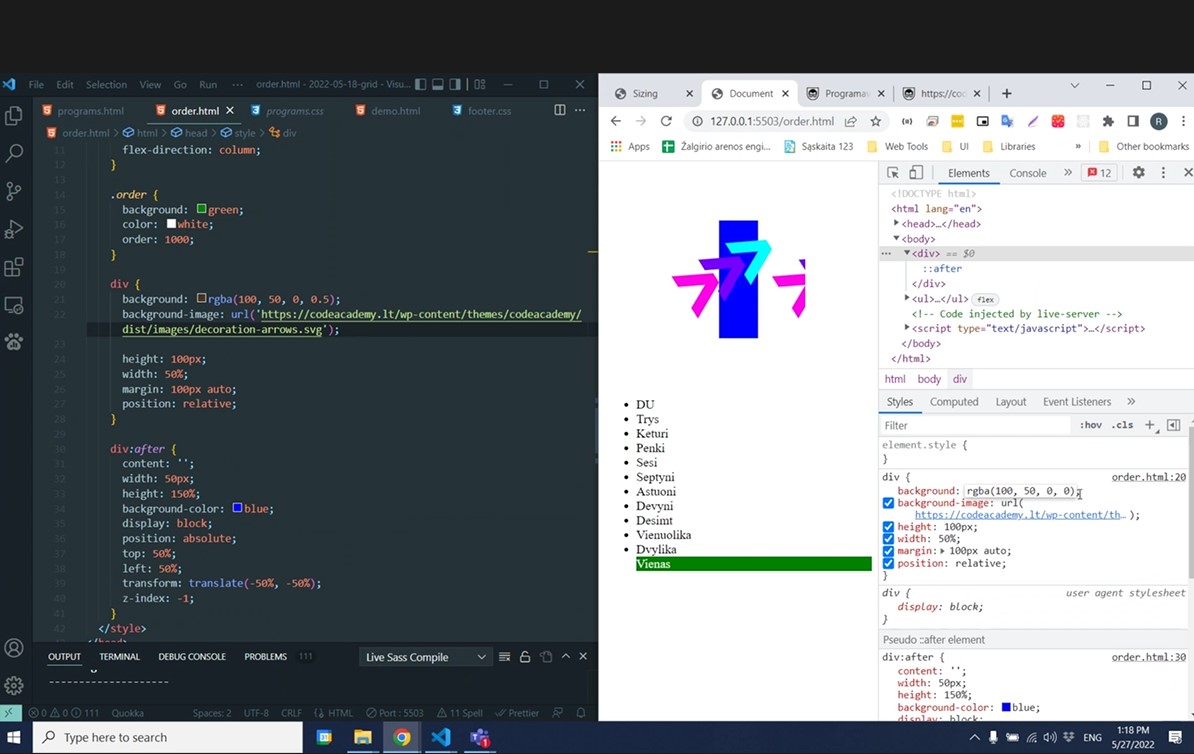 File Edit Selection View Go Run ··· order.html - 2022-05-18-grid - Visu...
programs.html order.html programs.css demo.html footer.css
order.html > html > head > style > div
11 flex-direction: column;
12 }
13
14 .order {
15 background: green;
16 color: white;
17 order: 1000;
18 }
19
20 div {
21 background: rgba(100, 50, 0, 0.5);
22 background-image: url('https://codeacademy.lt/wp-content/themes/codeacademy/
dist/images/decoration-arrows.svg');
23
24 height: 100px;
25 width: 50%;
26 margin: 100px auto;
27 position: relative;
28 }
29
30 div:after {
31 content: '';
32 width: 50px;
33 height: 150%;
34 background-color: blue;
35 display: block;
36 position: absolute;
37 top: 50%;
38 left: 50%;
39 transform: translate(-50%, -50%);
40 z-index: -1;
41 }
42 </style>
OUTPUT TERMINAL DEBUG CONSOLE PROBLEMS 111 Live Sass Compile
--------------------
0 0 111 Quokka Spaces: 2 UTF-8 CRLF HTML Port : 5503 11 Spell Prettier
Sizing Document Programav https://co
127.0.0.1:5503/order.html R
Apps Žalgirio arenos engi... Sąskaita 123 Web Tools UI Libraries » Other bookmarks
DU
Trys
Keturi
Penki
Sesi
Septyni
Astuoni
Devyni
Desimt
Vienuolika
Dvylika
Vienas
Elements Console » 12
<!DOCTYPE html>
<html lang="en">
<head>…</head>
<body>
··· <div> == $0
::after
</div>
<ul>…</ul> flex
<!-- Code injected by live-server -->
<script type="text/javascript">…</script>
</body>
</html>
html body div
Styles Computed Layout Event Listeners »
Filter :hov .cls +
element.style {
}
div { order.html:20
background: rgba(100, 50, 0, 0);
background-image: url(
https://codeacademy.lt/wp-content/th… );
height: 100px;
width: 50%;
margin: 100px auto;
position: relative;
}
div { user agent stylesheet
display: block;
}
Pseudo ::after element
div:after { order.html:30
content: '';
width: 50px;
height: 150%;
background-color: blue;
display: block;
Type here to search
ENG
1:18 PM
5/27/2022